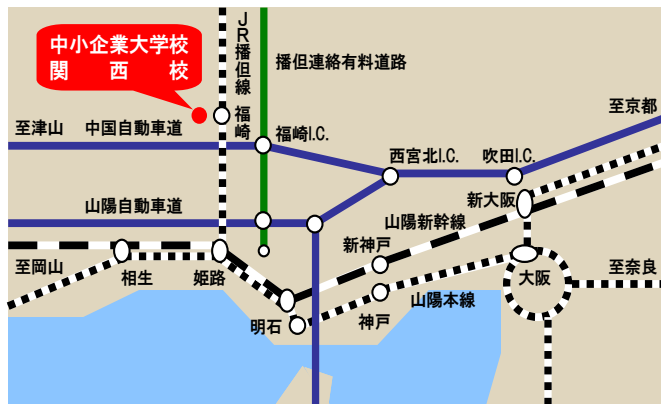 中小企業大学校
関西校
JR播但線
播但連絡有料道路
至京都
福崎
至津山
中国自動車道
福崎I.C.
西宮北I.C.
吹田I.C.
新大阪
山陽自動車道
山陽新幹線
新神戸
至岡山
相生
姫路
大阪
至奈良
山陽本線
明石
神戸